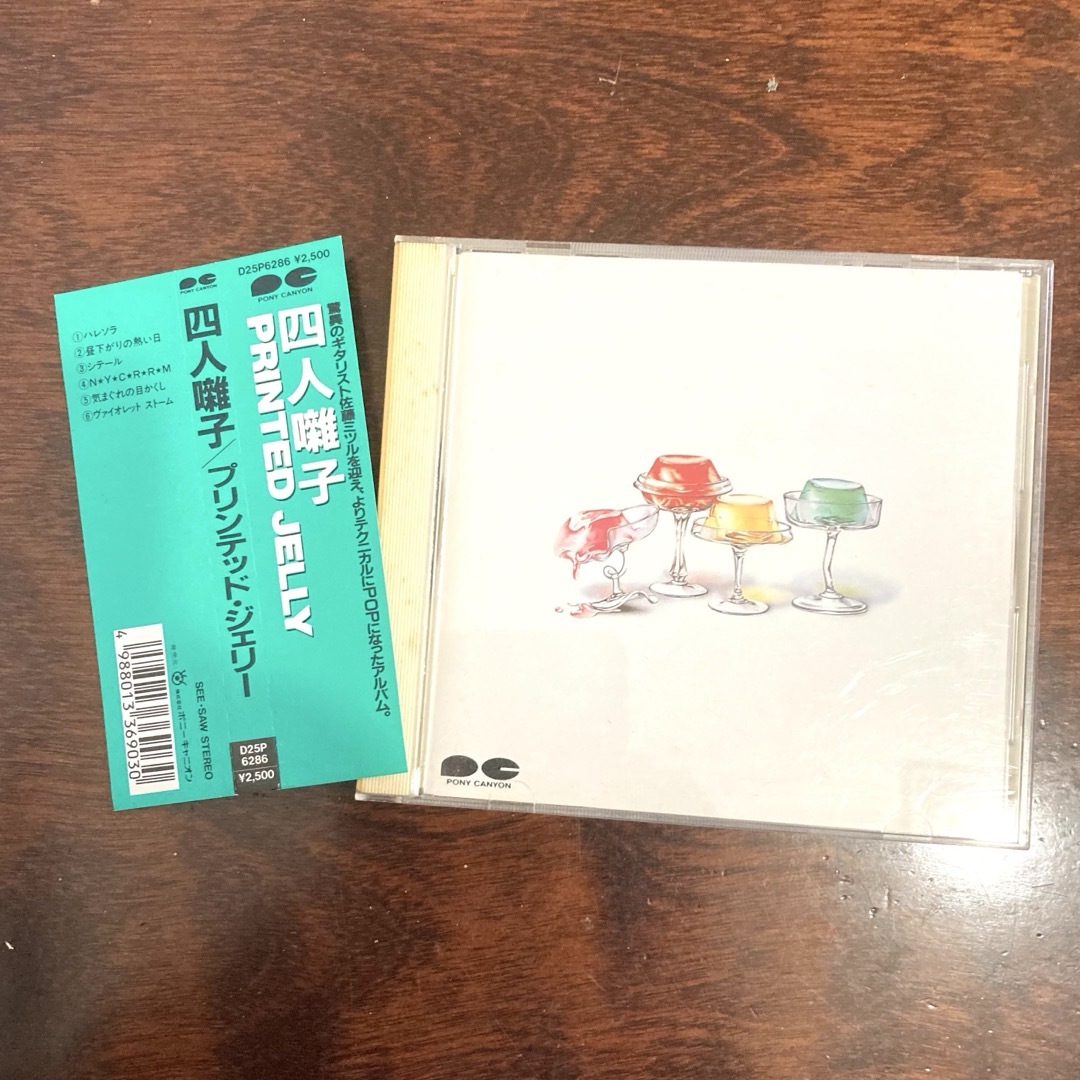 PONY CANYON
四人囃子/プリンテッド・ジェリー
①ハレソラ
②昼下がりの熱い日
③シテール
④N★Y★C★R★R★M
⑤気まぐれの目かくし
⑥ヴァイオレット ストーム
4 988013 369030
株式会社ポニーキャニオン
SEE・SAW STEREO
D25P6286 ¥2,500
PONY CANYON
四人囃子
PRINTED JELLY
D25P
6286
¥2,500
驚異のギタリスト佐藤ミツルを迎え、よりテクニカルにPOPになったアルバム。
PONY CANYON